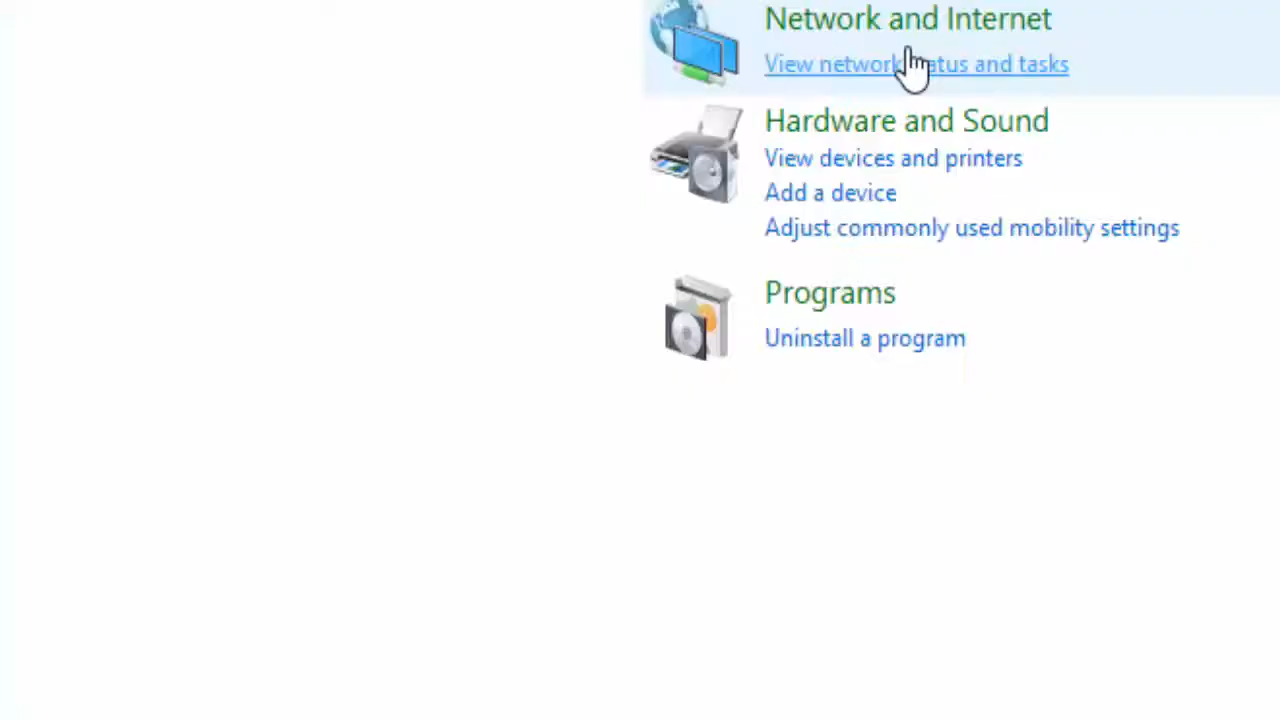 Network and Internet
View network status and tasks
Hardware and Sound
View devices and printers
Add a device
Adjust commonly used mobility settings
Programs
Uninstall a program